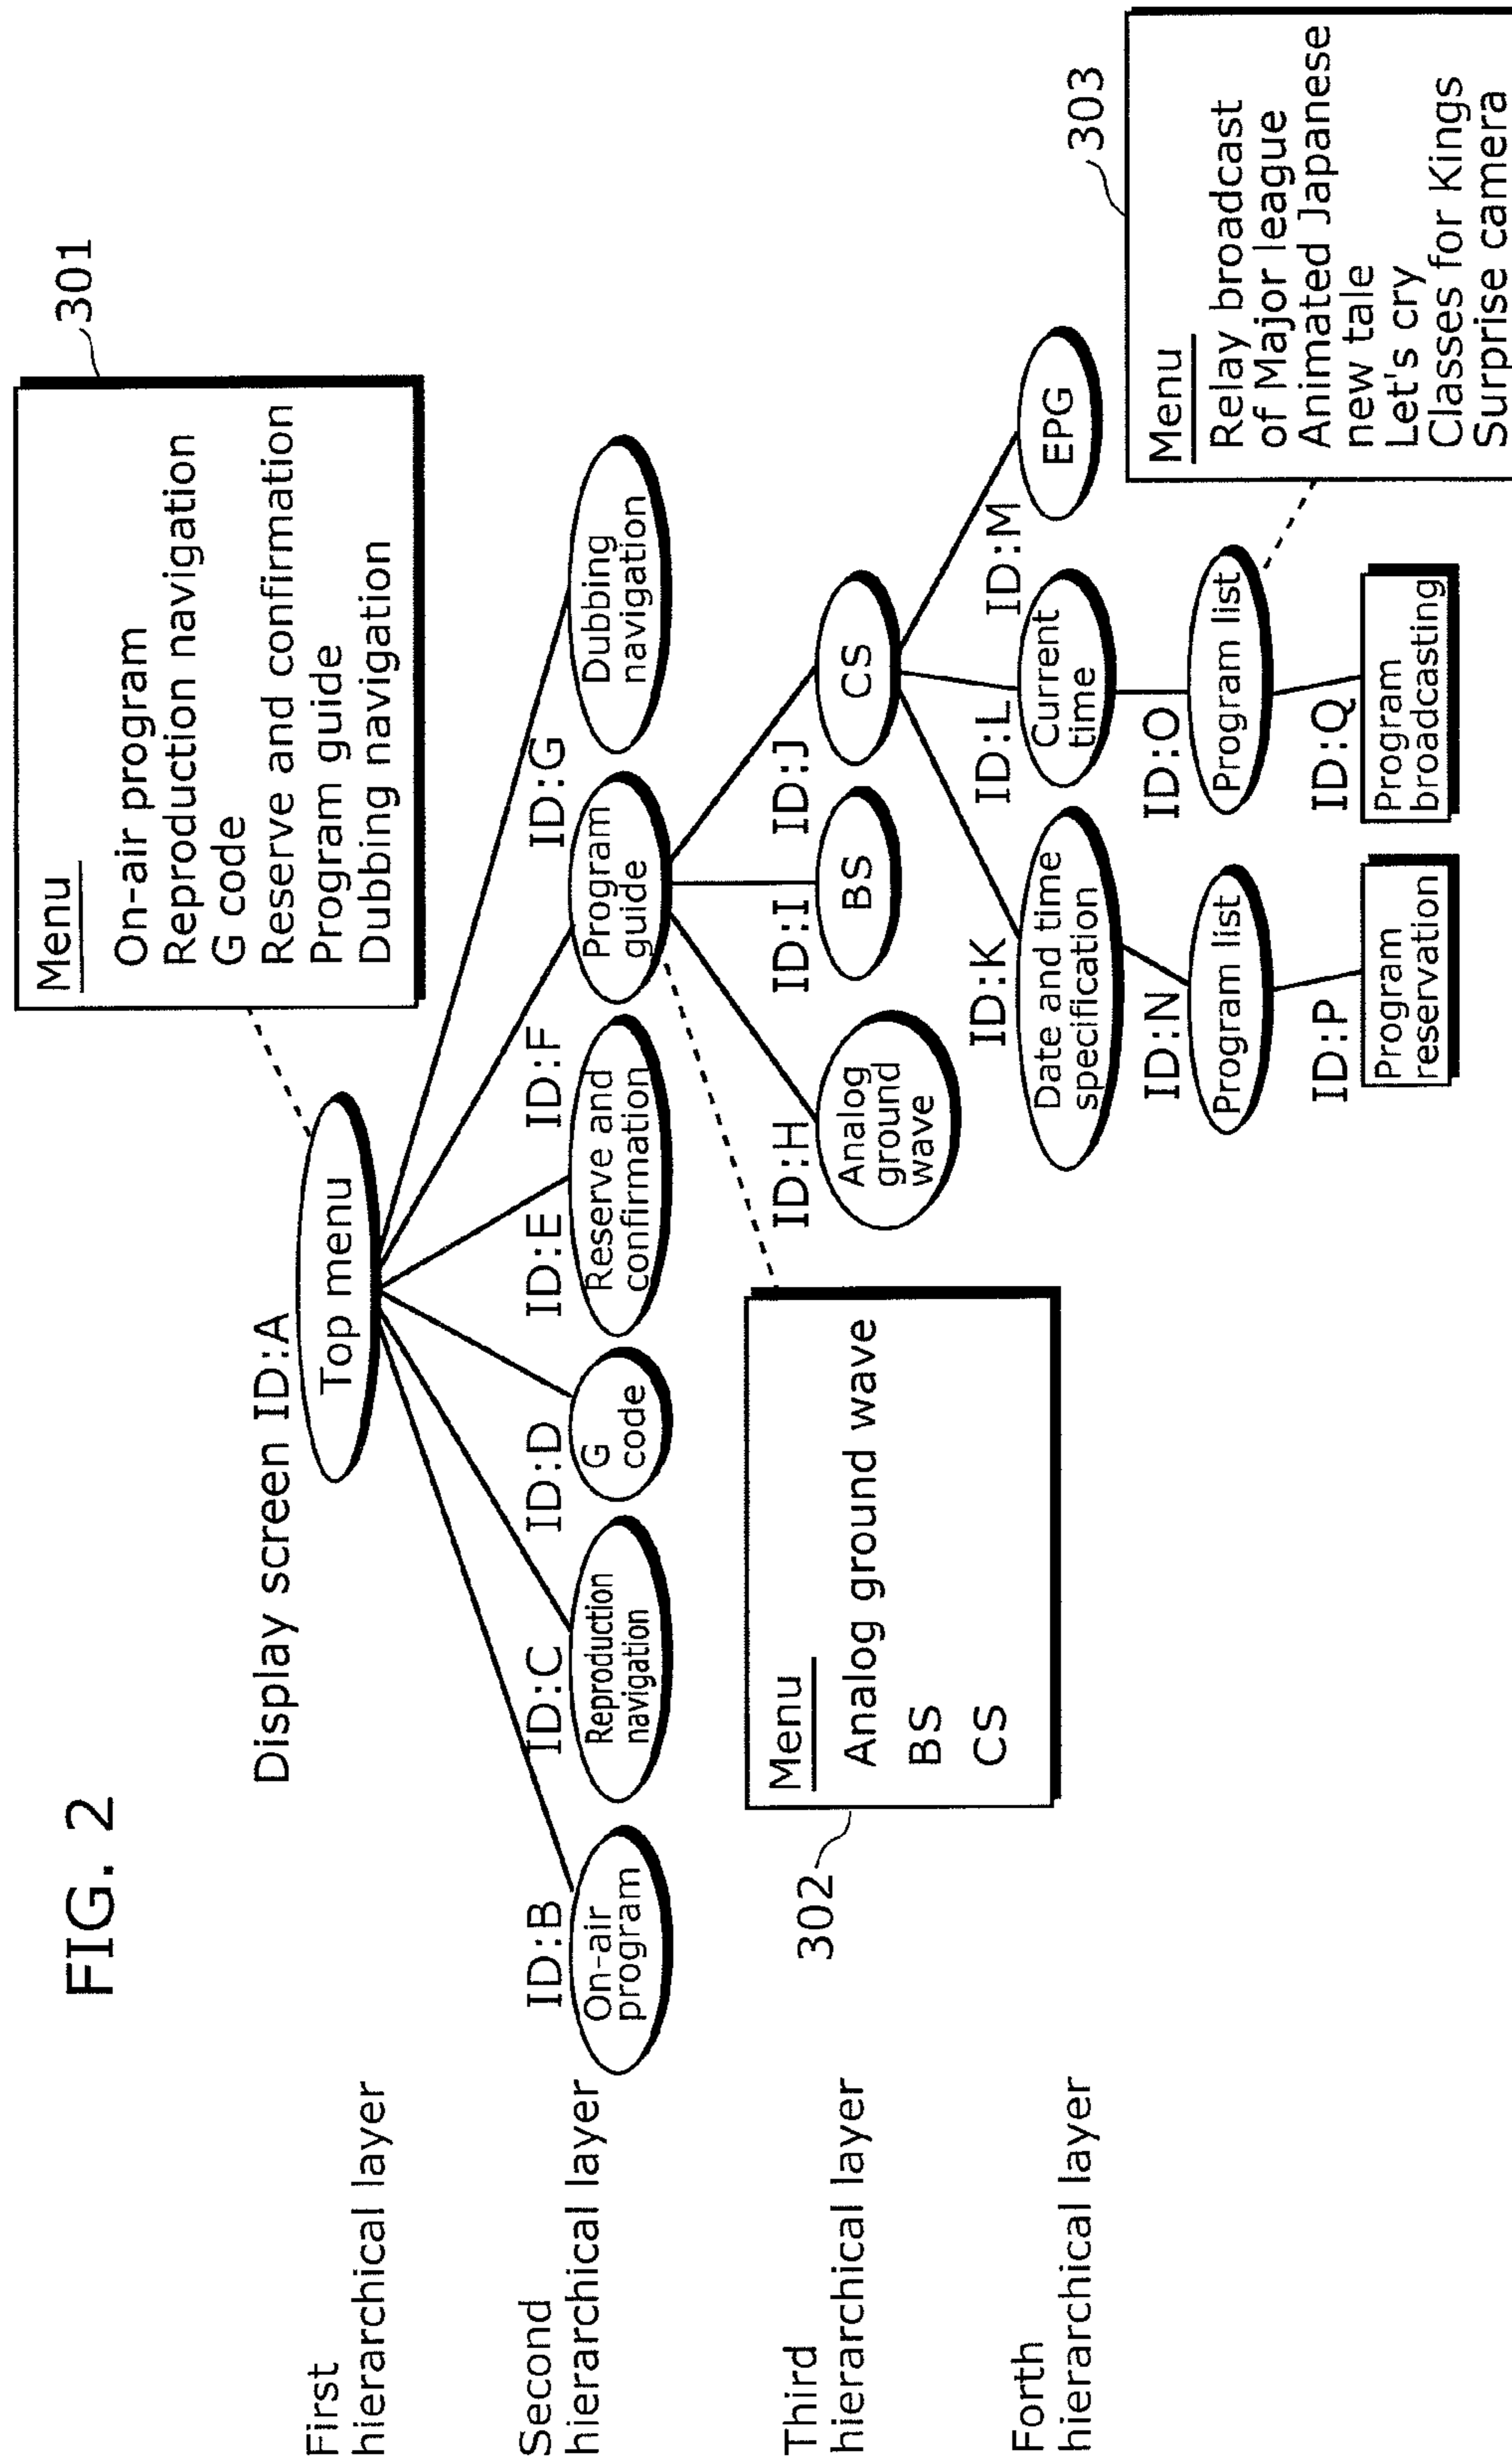 FIG. 2
301
Menu
On-air program
Reproduction navigation
G code
Reserve and confirmation
Program guide
Dubbing navigation
Display screen ID:A
First
hierarchical layer
Top menu
Second
hierarchical layer
ID:B
On-air
program
ID:C
Reproduction
navigation
ID:D
G
code
ID:E
Reserve and
confirmation
ID:F
Program
guide
ID:G
Dubbing
navigation
302
Menu
Analog ground wave
BS
CS
Third
hierarchical layer
ID:H
Analog
ground
wave
ID:I
BS
ID:J
CS
Forth
hierarchical layer
ID:K
Date and time
specification
ID:L
Current
time
ID:M
EPG
ID:N
Program list
ID:O
Program list
ID:P
Program
reservation
ID:Q
Program
broadcasting
303
Menu
Relay broadcast
of Major league
Animated Japanese
new tale
Let's cry
Classes for Kings
Surprise camera